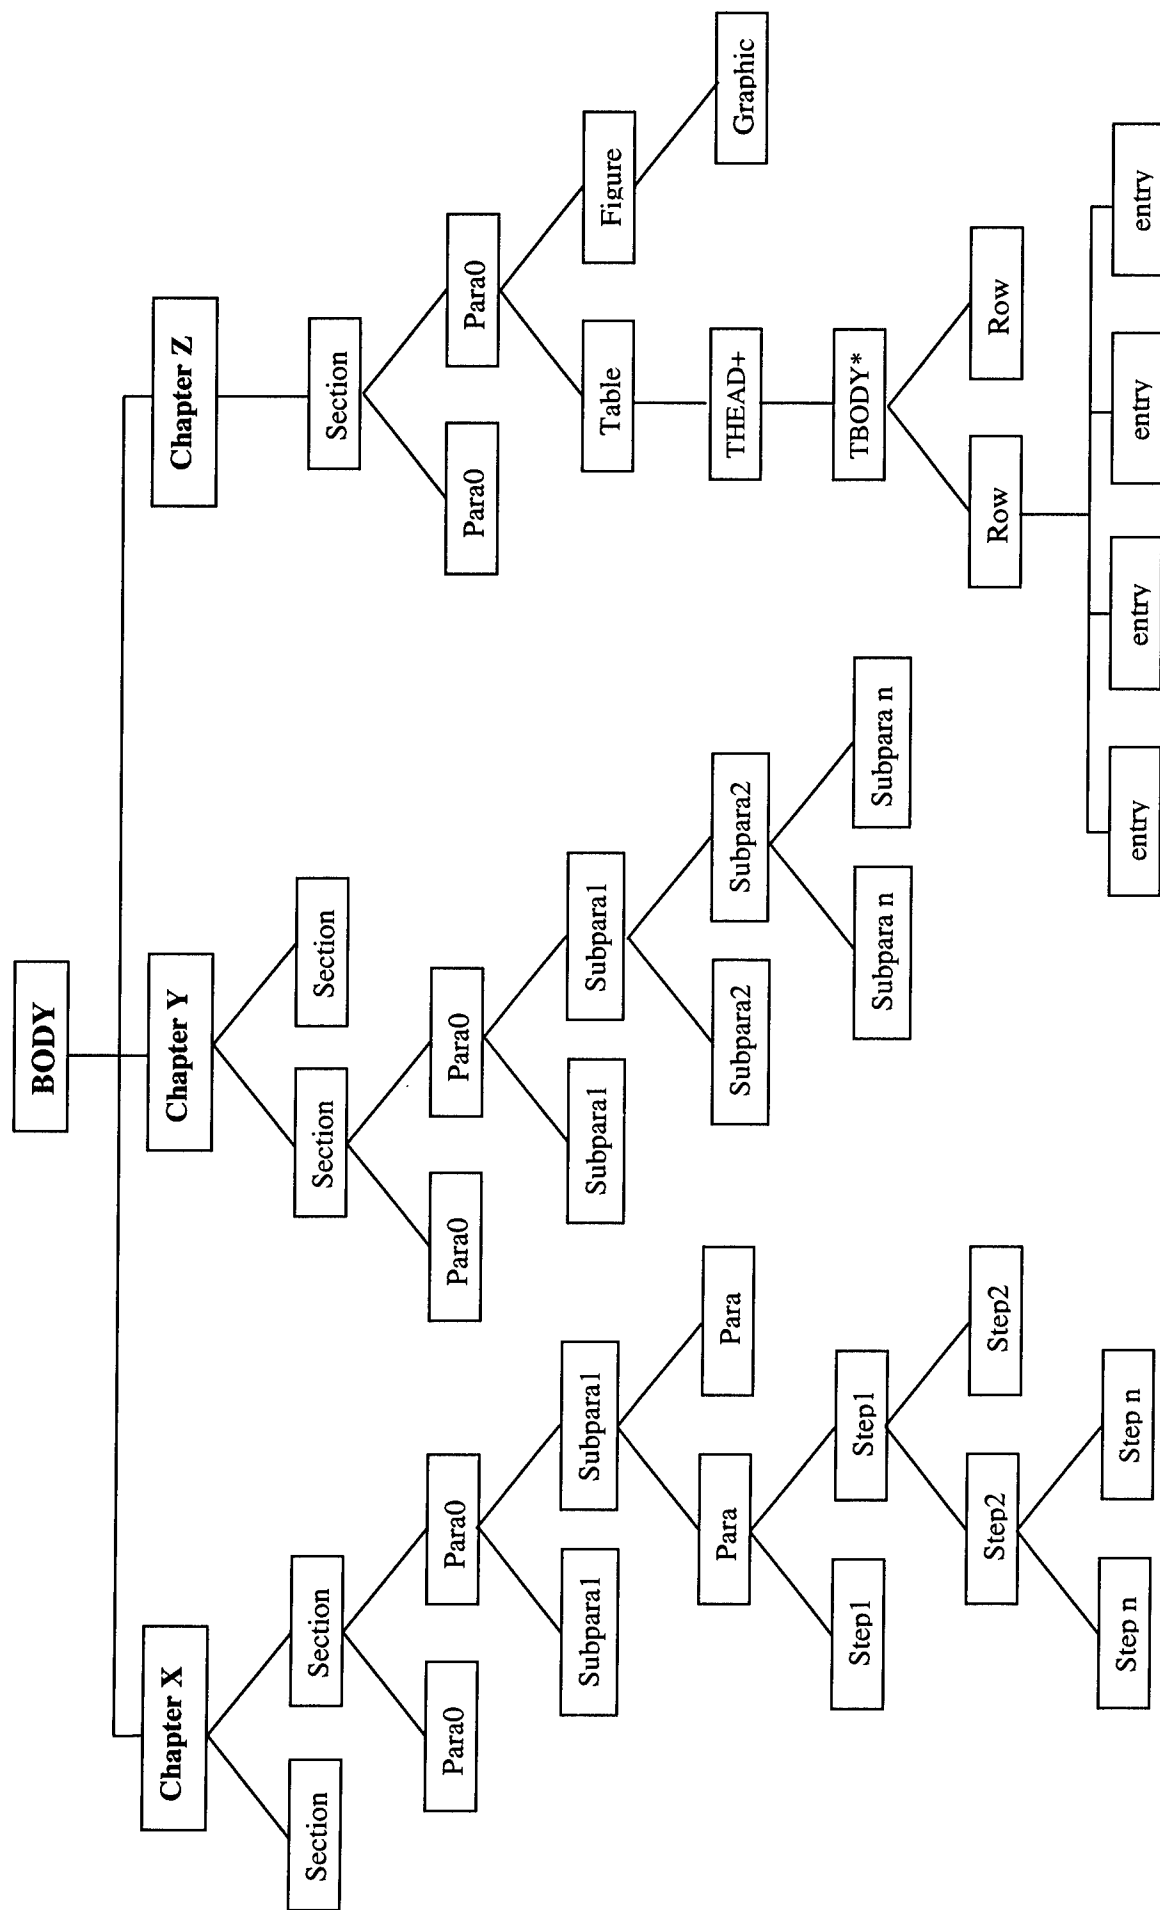 BODY
Chapter X
Chapter Y
Chapter Z
Section
Section
Section
Section
Section
Para0
Para0
Para0
Para0
Para0
Para0
Subpara1
Subpara1
Subpara1
Subpara1
Table
Figure
Para
Para
Subpara2
Subpara2
THEAD+
Graphic
Step1
Step1
Subpara n
Subpara n
TBODY*
Step2
Step2
Row
Row
Step n
Step n
entry
entry
entry
entry